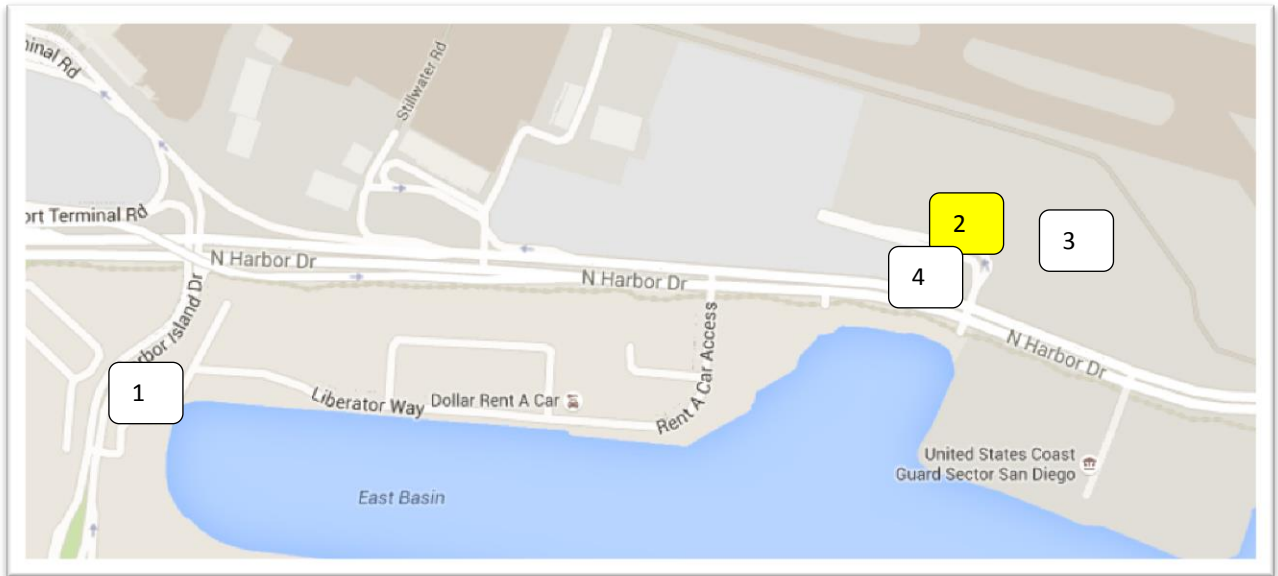 inal Rd
Stillwater Rd
ort Terminal Rd
2
3
N Harbor Dr
4
N Harbor Dr
N Harbor Dr
rbor Island Dr
1
Rent A Car Access
Liberator Way
Dollar Rent A Car
United States Coast
Guard Sector San Diego
East Basin